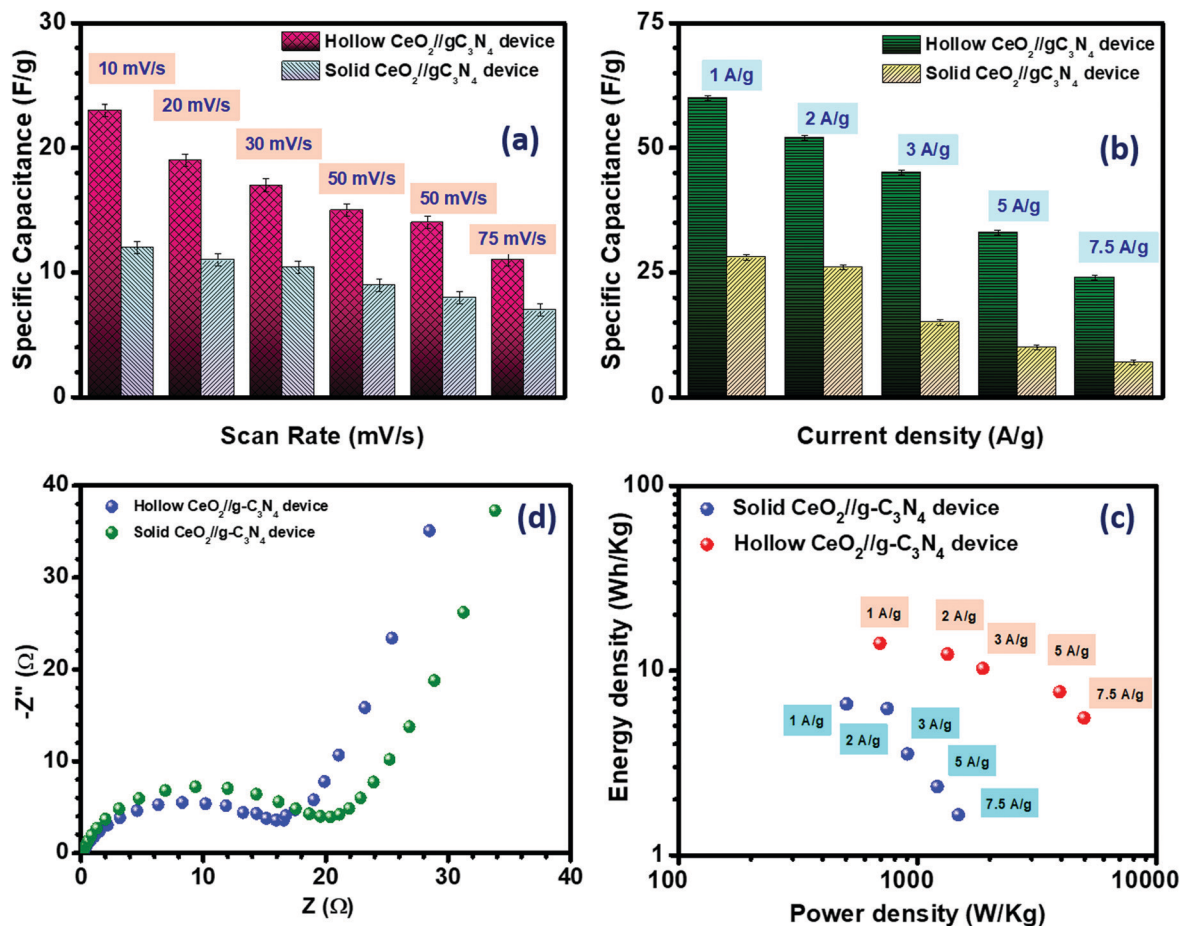 30
20
10
0
Specific Capacitance (F/g)
Hollow CeO₂//gC₃N₄ device
Solid CeO₂//gC₃N₄ device
10 mV/s
20 mV/s
30 mV/s
50 mV/s
50 mV/s
75 mV/s
(a)
Scan Rate (mV/s)
75
50
25
0
Specific Capacitance (F/g)
Hollow CeO₂//gC₃N₄ device
Solid CeO₂//gC₃N₄ device
1 A/g
2 A/g
3 A/g
5 A/g
7.5 A/g
(b)
Current density (A/g)
40
30
20
10
0
-Z" (Ω)
Hollow CeO₂//g-C₃N₄ device
Solid CeO₂//g-C₃N₄ device
(d)
0 10 20 30 40
Z (Ω)
100
10
1
Energy density (Wh/Kg)
Solid CeO₂//g-C₃N₄ device
Hollow CeO₂//g-C₃N₄ device
(c)
1 A/g
2 A/g
3 A/g
5 A/g
7.5 A/g
1 A/g
2 A/g
3 A/g
5 A/g
7.5 A/g
100 1000 10000
Power density (W/Kg)